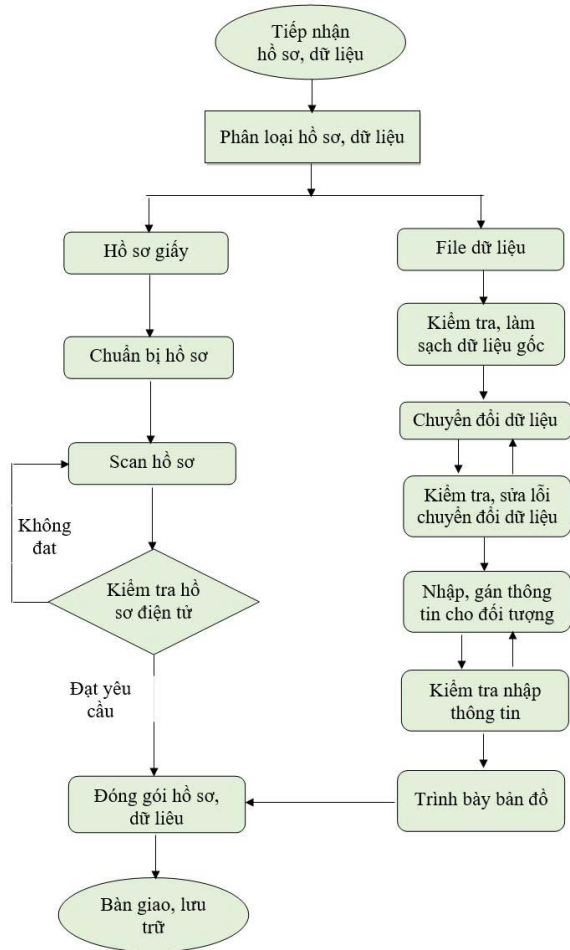 Tiếp nhận
hồ sơ, dữ liệu
Phân loại hồ sơ, dữ liệu
Hồ sơ giấy
File dữ liệu
Chuẩn bị hồ sơ
Kiểm tra, làm
sạch dữ liệu gốc
Scan hồ sơ
Chuyển đổi dữ liệu
Không
đat
Kiểm tra, sửa lỗi
chuyển đổi dữ liệu
Kiểm tra hồ
sơ điện tử
Nhập, gán thông
tin cho đối tượng
Đạt yêu
cầu
Kiểm tra nhập
thông tin
Đóng gói hồ sơ,
dữ liêu
Trình bày bản đồ
Bàn giao, lưu
trữ